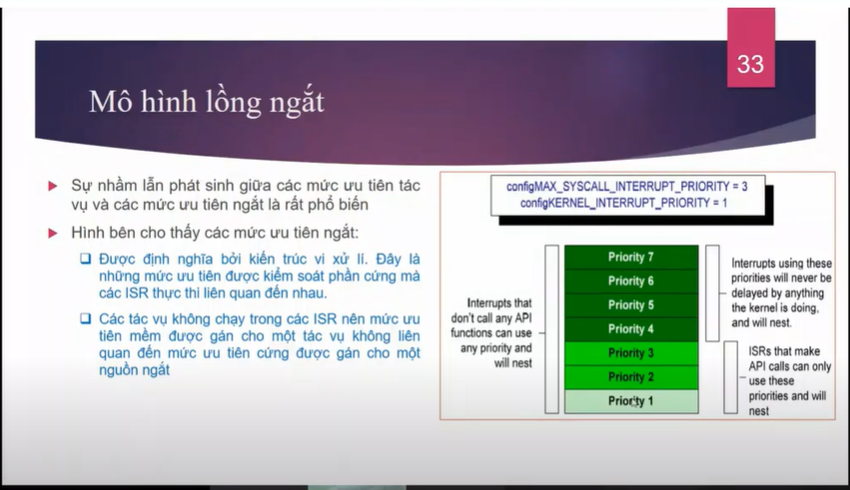 33
Mô hình lồng ngắt
Sự nhầm lẫn phát sinh giữa các mức ưu tiên tác
vụ và các mức ưu tiên ngắt là rất phổ biến
Hình bên cho thấy các mức ưu tiên ngắt:
Được định nghĩa bởi kiến trúc vi xử lí. Đây là
những mức ưu tiên được kiểm soát phần cứng mà
các ISR thực thi liên quan đến nhau.
Các tác vụ không chạy trong các ISR nên mức ưu
tiên mềm được gán cho một tác vụ không liên
quan đến mức ưu tiên cứng được gán cho một
nguồn ngắt
configMAX_SYSCALL_INTERRUPT_PRIORITY = 3
configKERNEL_INTERRUPT_PRIORITY = 1
Interrupts that
don't call any API
functions can use
any priority and
will nest
Priority 7
Priority 6
Priority 5
Priority 4
Priority 3
Priority 2
Priority 1
Interrupts using these
priorities will never be
delayed by anything
the kernel is doing,
and will nest.
ISRs that make
API calls can only
use these
priorities and will
nest